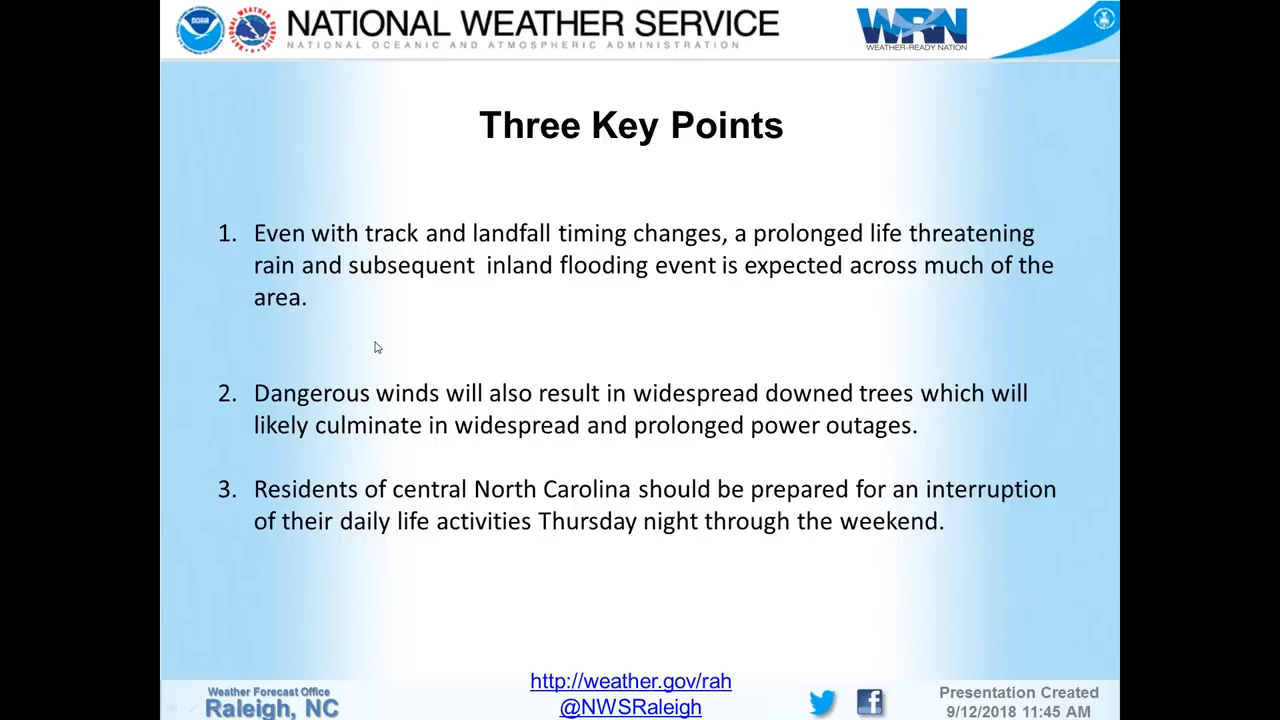 NOAA
NATIONAL WEATHER SERVICE
NATIONAL OCEANIC AND ATMOSPHERIC ADMINISTRATION
WRN
WEATHER-READY NATION
Three Key Points
1. Even with track and landfall timing changes, a prolonged life threatening
rain and subsequent inland flooding event is expected across much of the
area.
2. Dangerous winds will also result in widespread downed trees which will
likely culminate in widespread and prolonged power outages.
3. Residents of central North Carolina should be prepared for an interruption
of their daily life activities Thursday night through the weekend.
Weather Forecast Office
Raleigh, NC
http://weather.gov/rah
@NWSRaleigh
Presentation Created
9/12/2018 11:45 AM